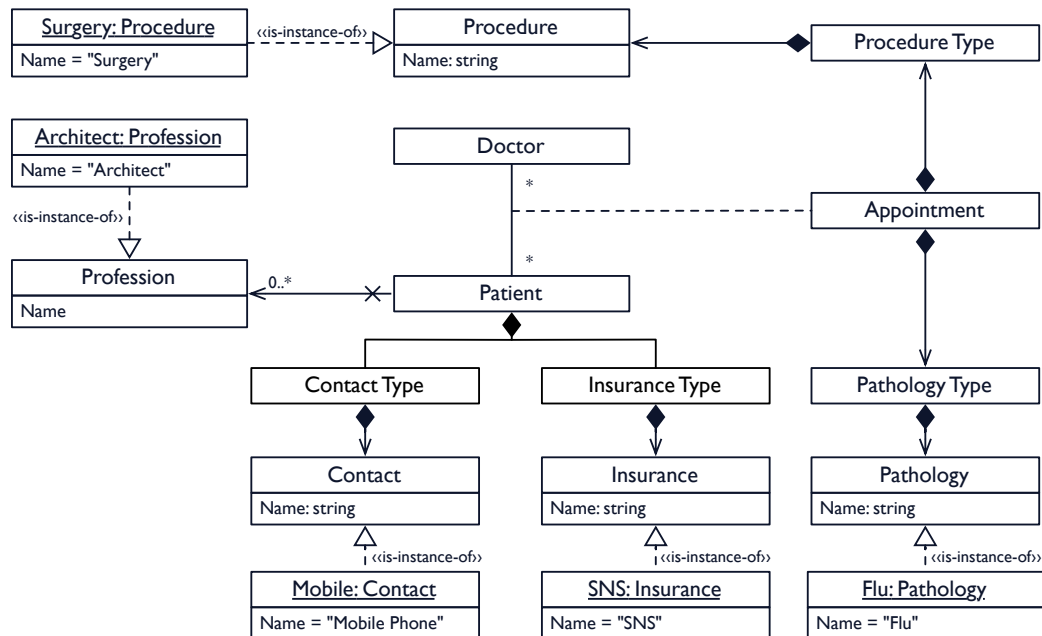 Surgery: Procedure
Name = "Surgery"
‹‹is-instance-of››
Procedure
Name: string
Procedure Type
Architect: Profession
Name = "Architect"
‹‹is-instance-of››
Doctor
*
Appointment
*
Profession
Name
0..*
Patient
Contact Type
Insurance Type
Pathology Type
Contact
Name: string
Insurance
Name: string
Pathology
Name: string
‹‹is-instance-of››
‹‹is-instance-of››
‹‹is-instance-of››
Mobile: Contact
Name = "Mobile Phone"
SNS: Insurance
Name = "SNS"
Flu: Pathology
Name = "Flu"